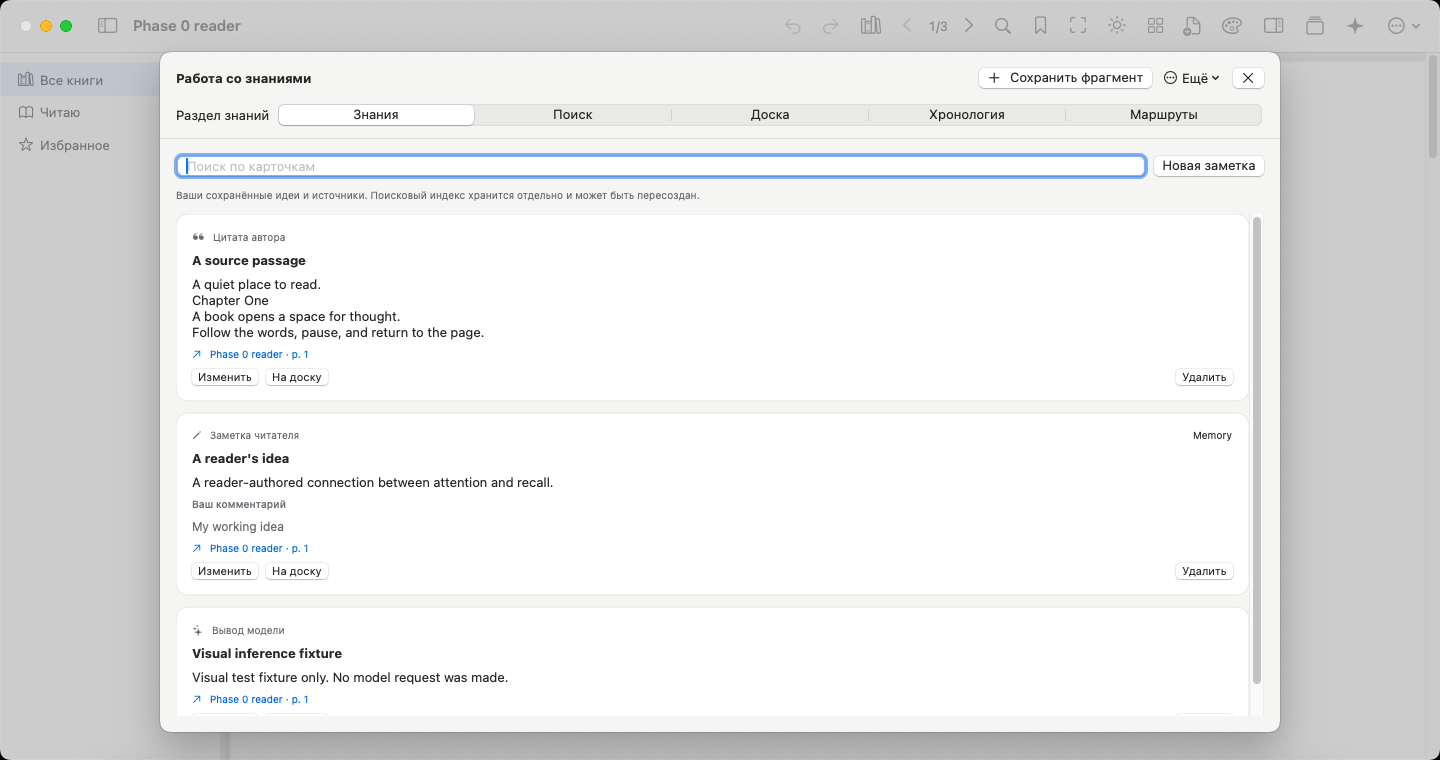 Phase 0 reader
1/3
Все книги
Читаю
Избранное
Работа со знаниями
Сохранить фрагмент
Ещё
Раздел знаний
Знания
Поиск
Доска
Хронология
Маршруты
Поиск по карточкам
Новая заметка
Ваши сохранённые идеи и источники. Поисковый индекс хранится отдельно и может быть пересоздан.
Цитата автора
A source passage
A quiet place to read.
Chapter One
A book opens a space for thought.
Follow the words, pause, and return to the page.
Phase 0 reader · p. 1
Изменить
На доску
Удалить
Заметка читателя
Memory
A reader's idea
A reader-authored connection between attention and recall.
Ваш комментарий
My working idea
Phase 0 reader · p. 1
Изменить
На доску
Удалить
Вывод модели
Visual inference fixture
Visual test fixture only. No model request was made.
Phase 0 reader · p. 1